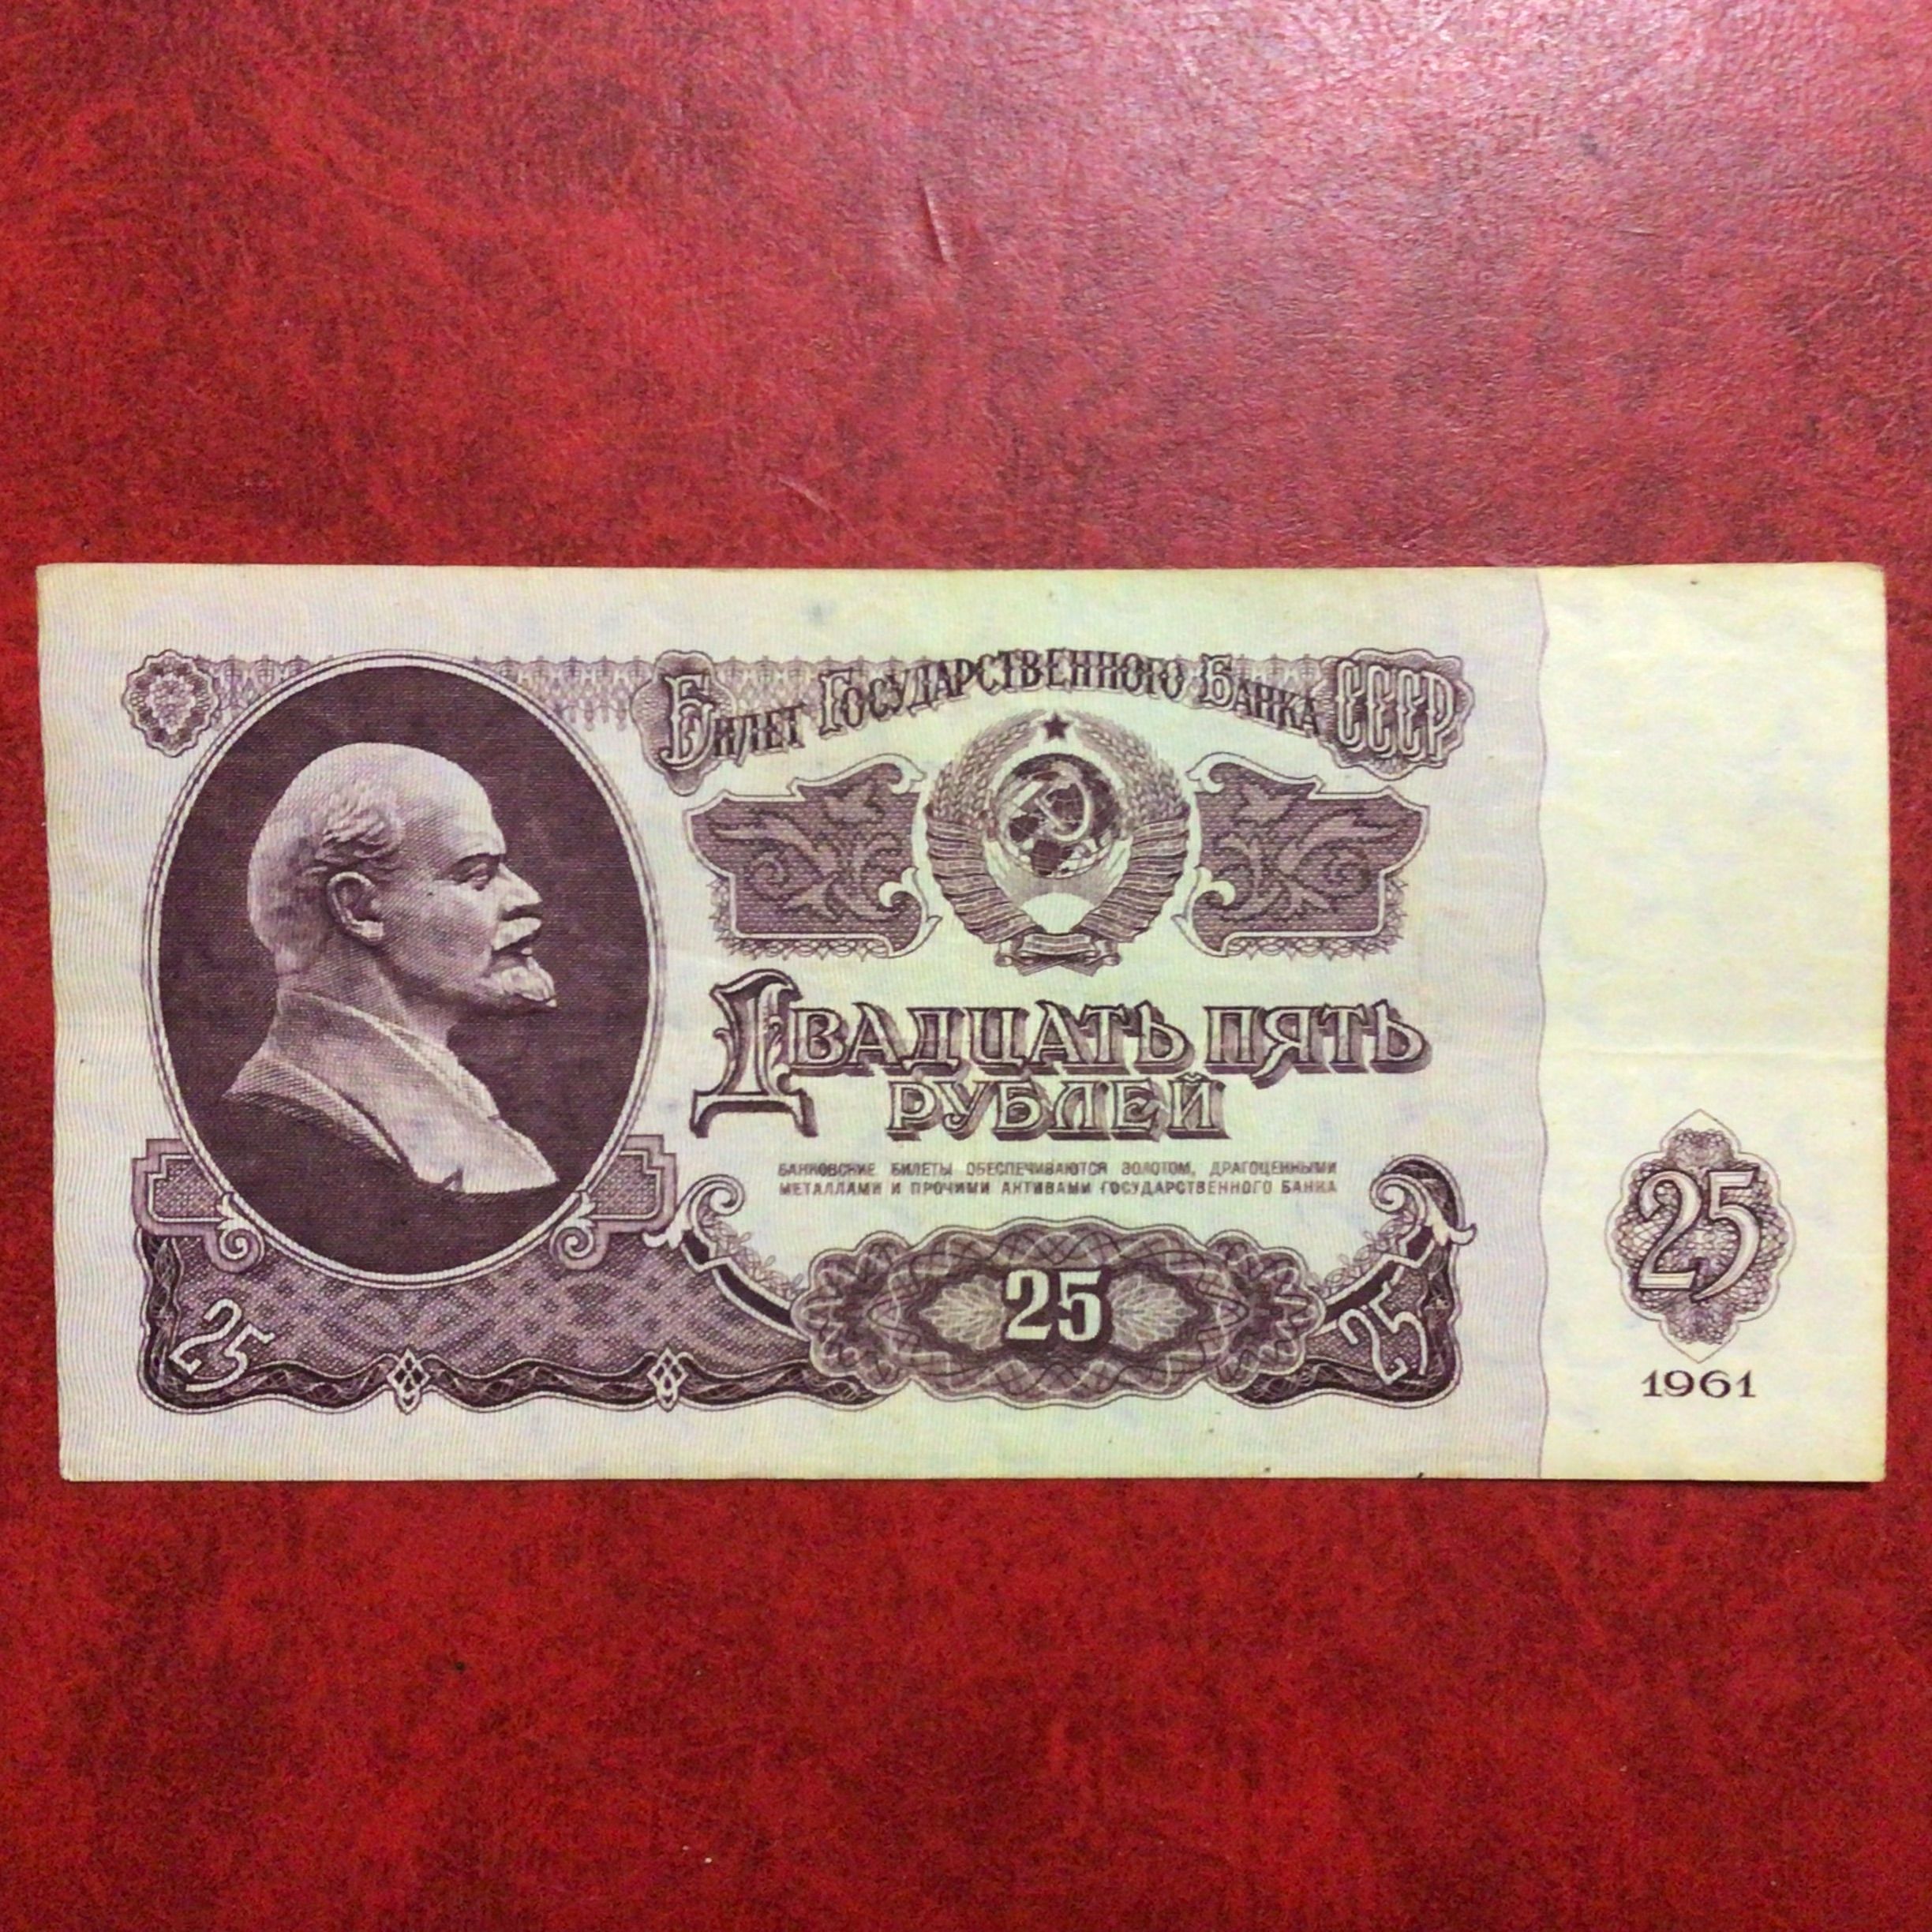 Билет Государственного Банка СССР
Двадцать пять
рублей
БАНКОВСКИЕ БИЛЕТЫ ОБЕСПЕЧИВАЮТСЯ ЗОЛОТОМ, ДРАГОЦЕННЫМИ
МЕТАЛЛАМИ И ПРОЧИМИ АКТИВАМИ ГОСУДАРСТВЕННОГО БАНКА
25
25
25
25
1961